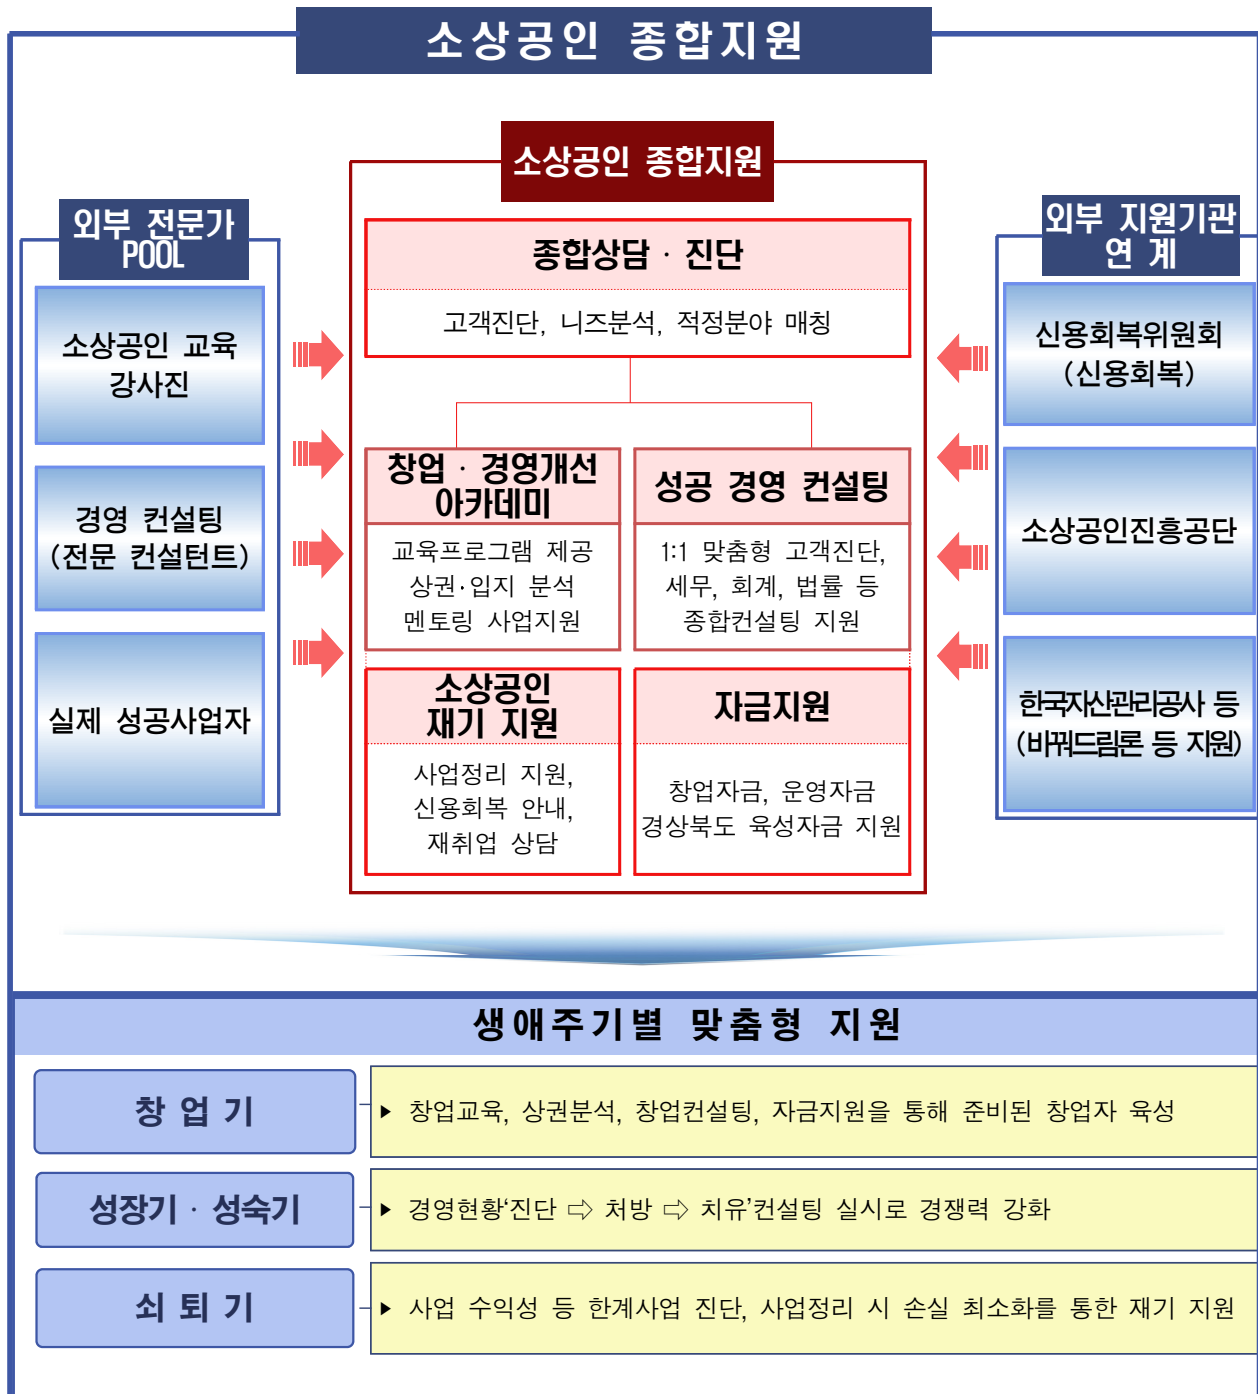 소상공인 종합지원
소상공인 종합지원
외부 전문가
POOL
소상공인 교육
강사진
경영 컨설팅
(전문 컨설턴트)
실제 성공사업자
종합상담 · 진단
고객진단, 니즈분석, 적정분야 매칭
창업 · 경영개선
아카데미
교육프로그램 제공
상권·입지 분석
멘토링 사업지원
성공 경영 컨설팅
1:1 맞춤형 고객진단,
세무, 회계, 법률 등
종합컨설팅 지원
소상공인
재기 지원
사업정리 지원,
신용회복 안내,
재취업 상담
자금지원
창업자금, 운영자금
경상북도 육성자금 지원
외부 지원기관
연 계
신용회복위원회
(신용회복)
소상공인진흥공단
한국자산관리공사 등
(바꿔드림론 등 지원)
생애주기별 맞춤형 지원
창 업 기
▶ 창업교육, 상권분석, 창업컨설팅, 자금지원을 통해 준비된 창업자 육성
성장기 · 성숙기
▶ 경영현황‘진단 ⇨ 처방 ⇨ 치유’컨설팅 실시로 경쟁력 강화
쇠 퇴 기
▶ 사업 수익성 등 한계사업 진단, 사업정리 시 손실 최소화를 통한 재기 지원